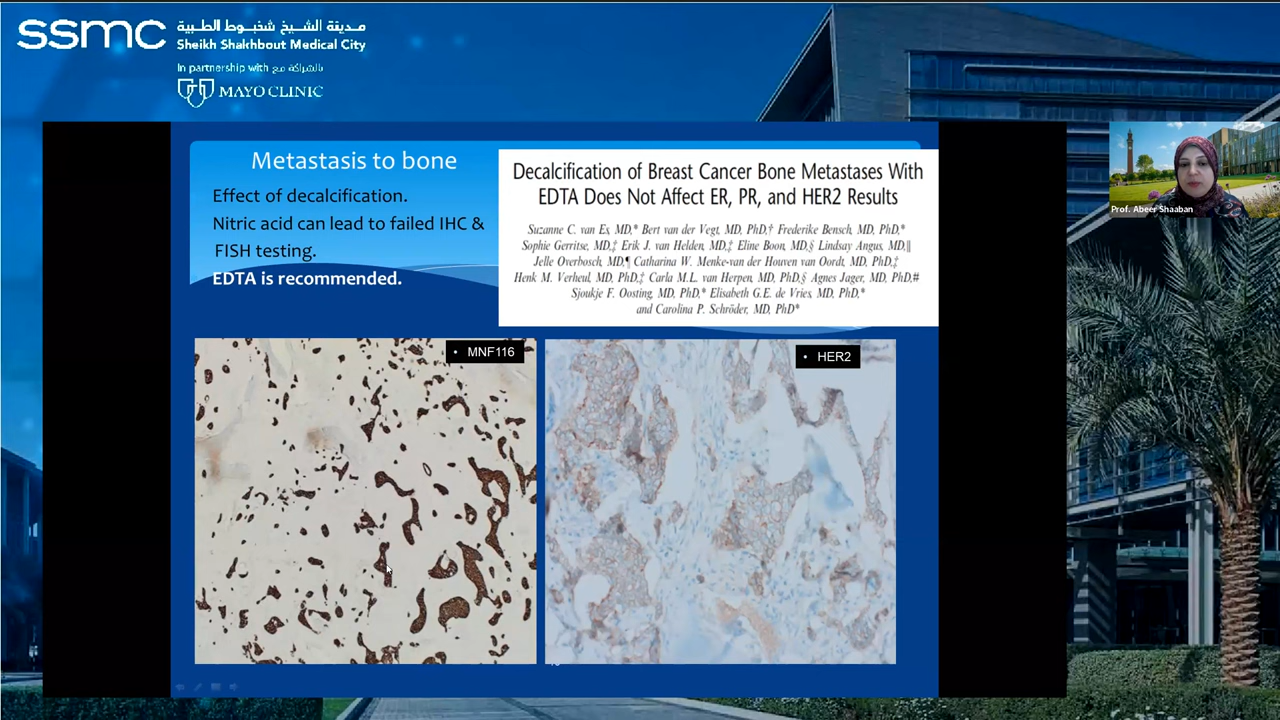 ssmc
مدينة الشيخ شخبوط الطبية
Sheikh Shakhbout Medical City
In partnership with بالشراكة مع
MAYO CLINIC
Metastasis to bone
Effect of decalcification.
Nitric acid can lead to failed IHC &
FISH testing.
EDTA is recommended.
Decalcification of Breast Cancer Bone Metastases With
EDTA Does Not Affect ER, PR, and HER2 Results
Suzanne C. van Es, MD,* Bert van der Vegt, MD, PhD,† Frederike Bensch, MD, PhD,*
Sophie Gerritse, MD,‡ Erik J. van Helden, MD,‡ Eline Boon, MD,§ Lindsay Angus, MD,∥
Jelle Overbosch, MD,¶ Catharina W. Menke-van der Houven van Oordt, MD, PhD,‡
Henk M. Verheul, MD, PhD,‡ Carla M.L. van Herpen, MD, PhD,§ Agnes Jager, MD, PhD,#
Sjoukje F. Oosting, MD, PhD,* Elisabeth G.E. de Vries, MD, PhD,*
and Carolina P. Schröder, MD, PhD*
• MNF116
• HER2
Prof. Abeer Shaaban